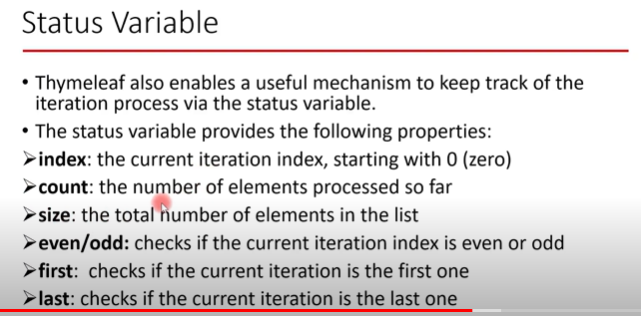 Status Variable
• Thymeleaf also enables a useful mechanism to keep track of the
iteration process via the status variable.
• The status variable provides the following properties:
➢index: the current iteration index, starting with 0 (zero)
➢count: the number of elements processed so far
➢size: the total number of elements in the list
➢even/odd: checks if the current iteration index is even or odd
➢first:  checks if the current iteration is the first one
➢last: checks if the current iteration is the last one